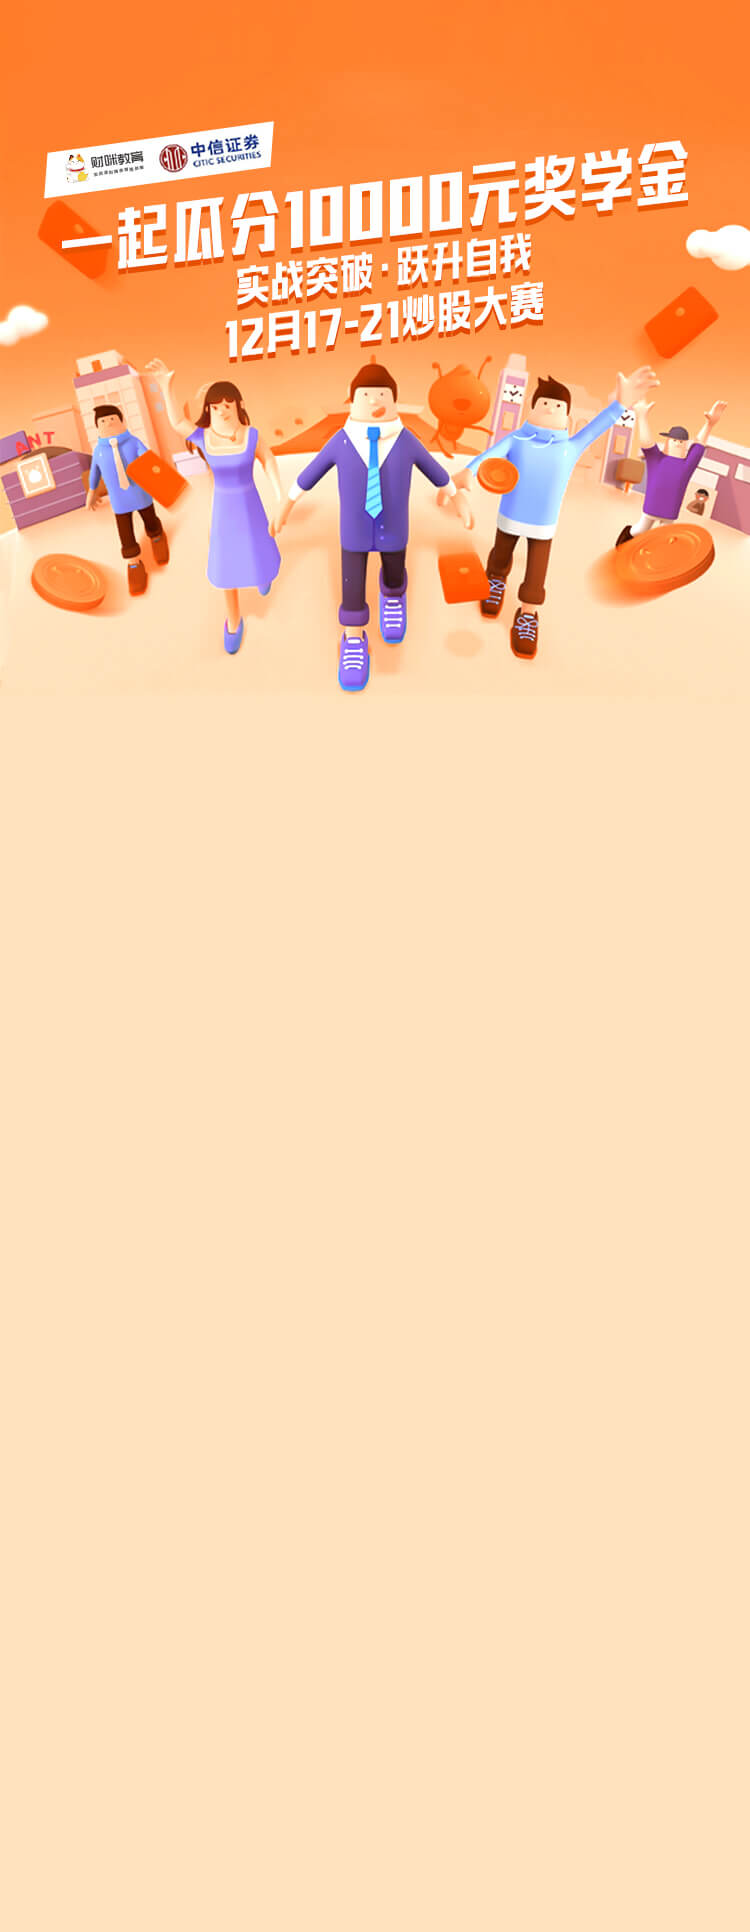 财咪教育
中信证券
CITIC SECURITIES
一起瓜分10000元奖学金
实战突破·跃升自我
12月17-21炒股大赛
ANT